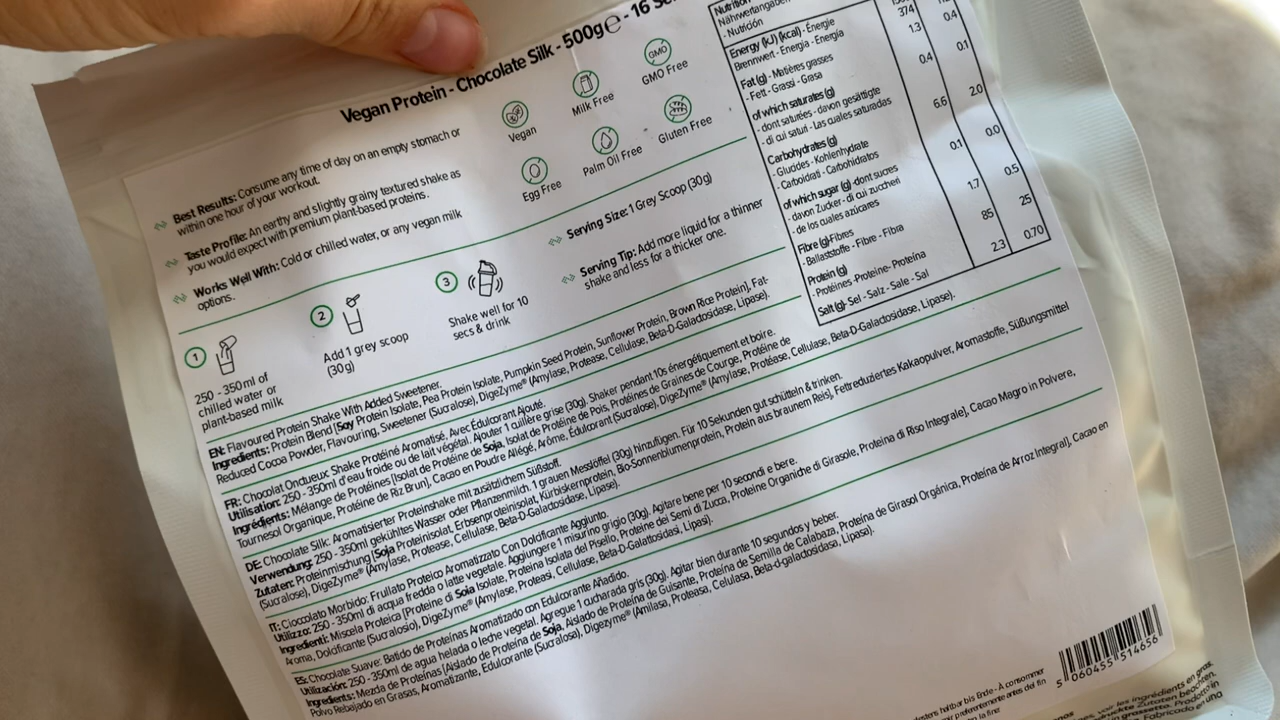 Vegan Protein - Chocolate Silk - 500g℮ - 16
Best Results: Consume any time of day on an empty stomach or
within one hour of your workout.
Taste Profile: An earthy and slightly grainy textured shake as
you would expect with premium plant-based proteins.
Works Well With: Cold or chilled water, or any vegan milk
options.
Vegan
Milk Free
GMO
GMO Free
Egg Free
Palm Oil Free
Gluten Free
1
250 - 350ml of
chilled water or
plant-based milk
2
Add 1 grey scoop
(30g)
3
Shake well for 10
secs & drink
Serving Size: 1 Grey Scoop (30g)
Serving Tip: Add more liquid for a thinner
shake and less for a thicker one.
Nährwertangaben
- Nutrición
Energy (kJ) (kcal) - Énergie
Brennwert - Energia - Energía
374
Fat (g) - Matières grasses
- Fett - Grassi - Grasa
1.3 0.4
of which saturates (g)
- dont saturées - davon gesättigte
- di cui saturi - Las cuales saturadas
0.4 0.1
Carbohydrates (g)
- Glucides - Kohlenhydrate
- Carboidrati - Carbohidratos
6.6 2.0
of which sugar (g) - dont sucres
- davon Zucker - di cui zuccheri
- de los cuales azúcares
0.1 0.0
Fibre (g) - Fibres
- Ballaststoffe - Fibre - Fibra
1.7 0.5
Protein (g)
- Protéines - Proteine - Proteína
85 25
Salt (g) - Sel - Salz - Sale - Sal
2.3 0.70
EN: Flavoured Protein Shake With Added Sweetener.
Ingredients: Protein Blend [Soy Protein Isolate, Pea Protein Isolate, Pumpkin Seed Protein, Sunflower Protein, Brown Rice Protein], Fat-
Reduced Cocoa Powder, Flavouring, Sweetener (Sucralose), DigeZyme® (Amylase, Protease, Cellulase, Beta-D-Galactosidase, Lipase).
FR: Chocolat Onctueux Shake Protéiné Aromatisé, Avec Édulcorant Ajouté.
Utilisation: 250 - 350ml d'eau froide ou de lait végétal. Ajouter 1 cuillère grise (30g). Shaker pendant 10s énergétiquement et boire.
Ingrédients: Mélange de Protéines [Isolat de Protéine de Soja, Isolat de Protéine de Pois, Protéines de Graines de Courge, Protéine de
Tournesol Organique, Protéine de Riz Brun], Cacao en Poudre Allégé, Arôme, Édulcorant (Sucralose), DigeZyme® (Amylase, Protéase, Cellulase, Beta-D-Galactosidase, Lipase).
DE: Chocolate Silk: Aromatisierter Proteinshake mit zusätzlichem Süßstoff.
Verwendung: 250 - 350ml gekühltes Wasser oder Pflanzenmilch. 1 grauen Messlöffel (30g) hinzufügen. Für 10 Sekunden gut schütteln & trinken.
Zutaten: Proteinmischung [Soja Proteinisolat, Erbsenproteinisolat, Kürbiskernprotein, Bio-Sonnenblumenprotein, Protein aus braunem Reis], Fettreduziertes Kakaopulver, Aromastoffe, Süßungsmittel
(Sucralose), DigeZyme® (Amylase, Protease, Cellulase, Beta-D-Galactosidase, Lipase).
IT: Cioccolato Morbido: Frullato Proteico Aromatizzato Con Dolcificante Aggiunto.
Utilizzo: 250 - 350ml di acqua fredda o latte vegetale. Aggiungere 1 misurino grigio (30g). Agitare bene per 10 secondi e bere.
Ingredienti: Miscela Proteica [Proteine di Soia Isolate, Proteina Isolata del Pisello, Proteine dei Semi di Zucca, Proteine Organiche di Girasole, Proteina di Riso Integrale], Cacao Magro in Polvere,
Aroma, Dolcificante (Sucralosio), DigeZyme® (Amylase, Proteas, Cellulase, Beta-D-Galattosidasi, Lipasi).
ES: Chocolate Suave: Batido de Proteínas Aromatizado con Edulcorante Añadido.
Utilización: 250 - 350ml de agua helada o leche vegetal. Agregue 1 cucharada gris (30g). Agitar bien durante 10 segundos y beber.
Ingredients: Mezcla de Proteínas [Aislado de Proteína de Soja, Aislado de Proteína de Guisante, Proteína de Semilla de Calabaza, Proteína de Girasol Orgánica, Proteína de Arroz Integral], Cacao en
Polvo Rebajado en Grasas, Aromatizante, Edulcorante (Sucralosa), Digezyme® (Amilasa, Proteasa, Celulasa, Beta-d-galactosidasa, Lipasa).
5 060455 514656